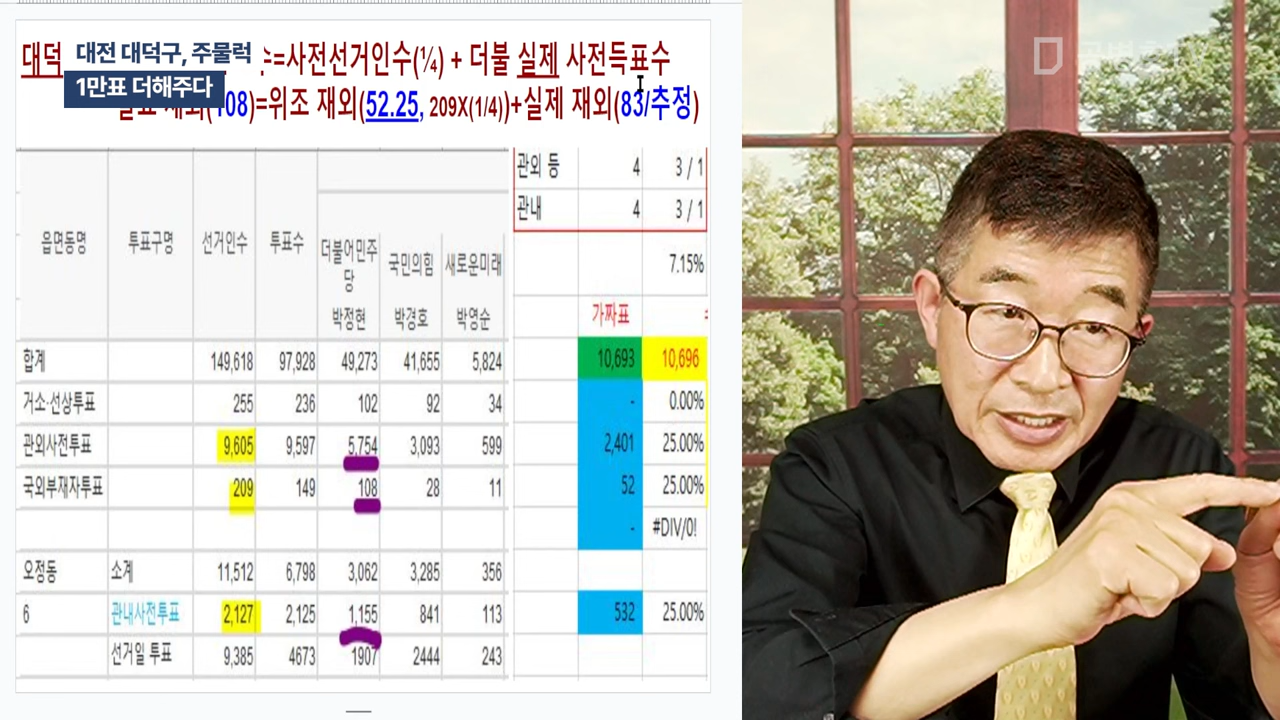 대덕
대전 대덕구, 주물럭
1만표 더해주다
=사전선거인수(¼) + 더불 실제 사전득표수
08)=위조 재외(52.25, 209X(1/4))+실제 재외(83/추정)
관외 등 4 3 / 1
관내 4 3 / 1
7.15%
가짜표
10,693 10,696
- 0.00%
2,401 25.00%
52 25.00%
- #DIV/0!
532 25.00%
읍면동명 투표구명 선거인수 투표수 더불어민주당 박정현 국민의힘 박경호 새로운미래 박영순
합계 149,618 97,928 49,273 41,655 5,824
거소·선상투표 255 236 102 92 34
관외사전투표 9,605 9,597 5,754 3,093 599
국외부재자투표 209 149 108 28 11
오정동 소계 11,512 6,798 3,062 3,285 356
6 관내사전투표 2,127 2,125 1,155 841 113
선거일 투표 9,385 4673 1907 2444 243